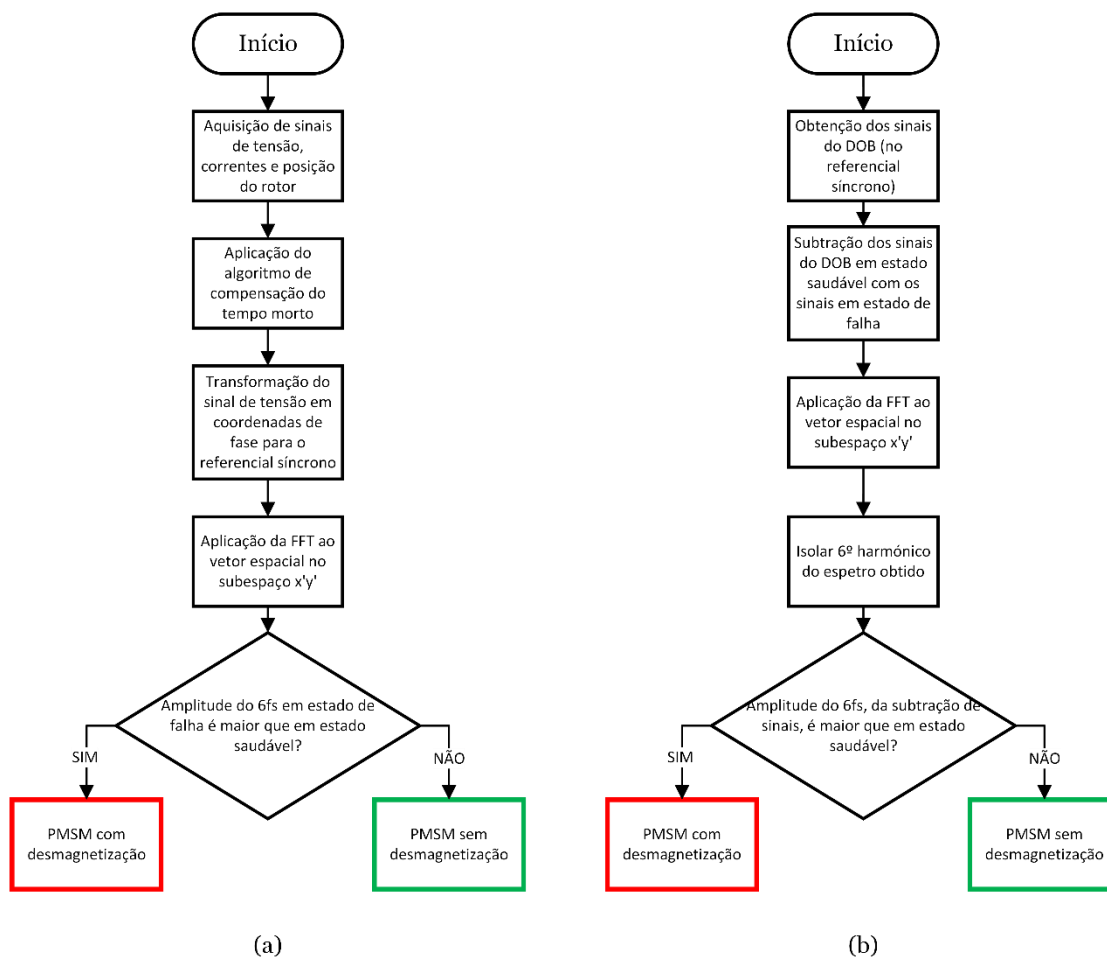 Início
Aquisição de sinais
de tensão,
correntes e posição
do rotor
Aplicação do
algoritmo de
compensação do
tempo morto
Transformação do
sinal de tensão em
coordenadas de
fase para o
referencial síncrono
Aplicação da FFT ao
vetor espacial no
subespaço x'y'
Amplitude do 6fs em estado de
falha é maior que em estado
saudável?
SIM
NÃO
PMSM com
desmagnetização
PMSM sem
desmagnetização
(a)
Início
Obtenção dos sinais
do DOB (no
referencial
síncrono)
Subtração dos sinais
do DOB em estado
saudável com os
sinais em estado de
falha
Aplicação da FFT ao
vetor espacial no
subespaço x'y'
Isolar 6º harmónico
do espetro obtido
Amplitude do 6fs, da subtração de
sinais, é maior que em estado
saudável?
SIM
NÃO
PMSM com
desmagnetização
PMSM sem
desmagnetização
(b)